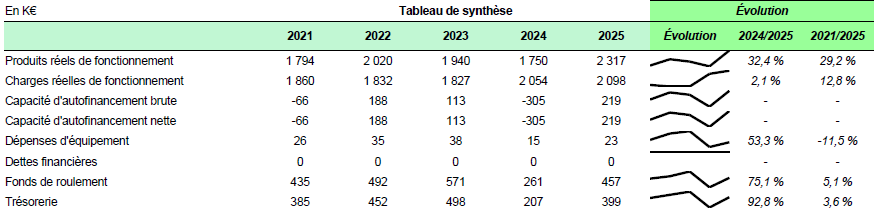 En K€ Tableau de synthèse Évolution
2021 2022 2023 2024 2025 Évolution 2024/2025 2021/2025
Produits réels de fonctionnement 1 794 2 020 1 940 1 750 2 317 32,4 % 29,2 %
Charges réelles de fonctionnement 1 860 1 832 1 827 2 054 2 098 2,1 % 12,8 %
Capacité d'autofinancement brute -66 188 113 -305 219 - -
Capacité d'autofinancement nette -66 188 113 -305 219 - -
Dépenses d'équipement 26 35 38 15 23 53,3 % -11,5 %
Dettes financières 0 0 0 0 0 - -
Fonds de roulement 435 492 571 261 457 75,1 % 5,1 %
Trésorerie 385 452 498 207 399 92,8 % 3,6 %